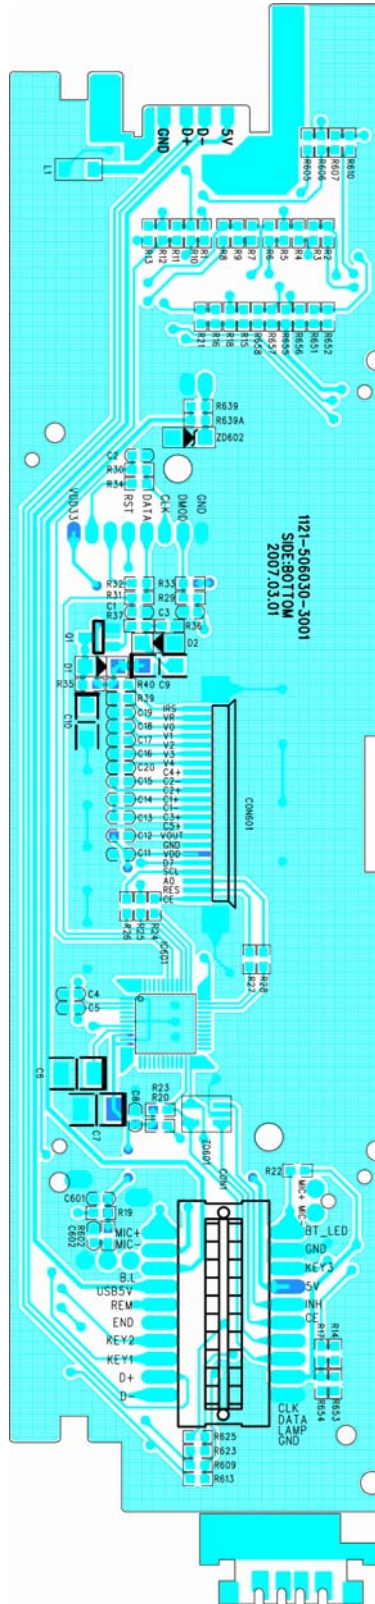 GND
D+
D-
5V
L1
R605
R606
R607
R610
R13
R12
R11
R10
R1
R8
R9
R7
R6
R5
R4
R3
R2
R21
R16
R18
R15
R658
R657
R655
R656
R651
R652
R639
R639A
ZD602
C2
R30
R34
VDD33
RST
DATA
CLK
DMOD
GND
1121-506030-3001
SIDE:BOTTOM
2007.03.01
R32
R33
R31
R29
C1
C3
R37
R36
Q1
D2
D1
R35
R40
C9
R39
C10
C19
C18
C17
C16
C20
C15
C14
C13
C12
C11
IRS
VR
V0
V1
V2
V3
V4
C4+
C2-
C2+
C1+
C1-
C3+
C5+
VOUT
GND
VDD
D7
SCL
A0
RES
CE
CON601
R26
R25
R24
IC601
R27
R28
C4
C5
C6
C7
C8
R23
R20
ZD601
CON1
R22
MIC+
MIC-
C601
R19
R602
C602
MIC+
MIC-
BT_LED
GND
KEY3
5V
INH
CE
B.L
USB5V
REM
END
KEY2
KEY1
D+
D-
R17
R14
R654
R653
CLK
DATA
LAMP
GND
R625
R623
R609
R613